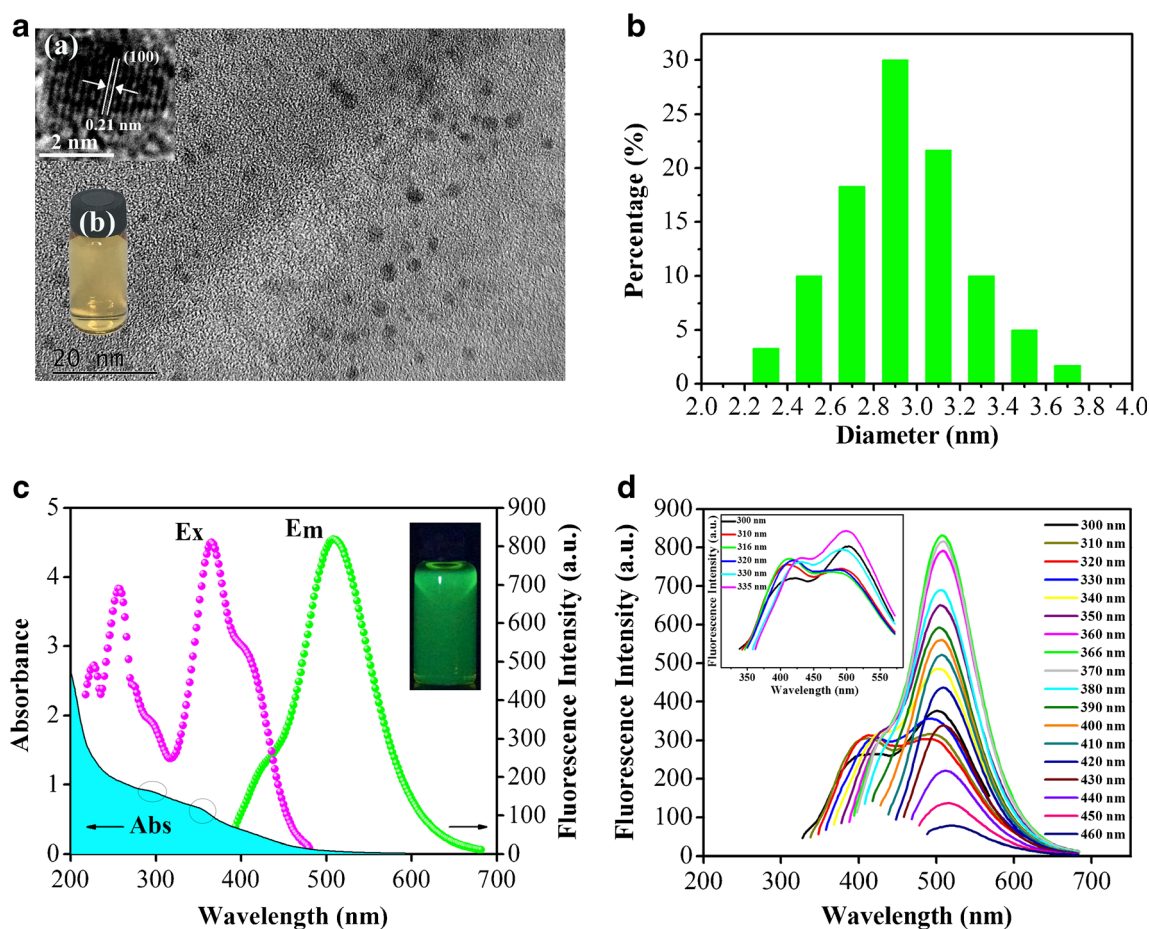 a
(a)
(100)
0.21 nm
2 nm
(b)
20 nm
b
Percentage (%)
30
25
20
15
10
5
0
2.0 2.2 2.4 2.6 2.8 3.0 3.2 3.4 3.6 3.8 4.0
Diameter (nm)
c
Absorbance
5
4
3
2
1
0
Ex
Em
Abs
900
800
700
600
500
400
300
200
100
0
Fluorescence Intensity (a.u.)
200 300 400 500 600 700
Wavelength (nm)
d
Fluorescence Intensity (a.u.)
900
800
700
600
500
400
300
200
100
0
Fluorescence Intensity (a.u.)
300 nm
310 nm
316 nm
320 nm
330 nm
335 nm
350 400 450 500 550
Wavelength (nm)
300 nm
310 nm
320 nm
330 nm
340 nm
350 nm
360 nm
366 nm
370 nm
380 nm
390 nm
400 nm
410 nm
420 nm
430 nm
440 nm
450 nm
460 nm
200 300 400 500 600 700
Wavelength (nm)